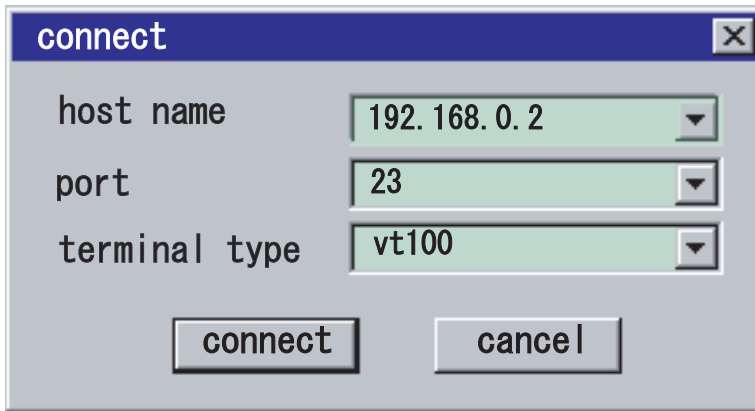 connect
host name 192.168.0.2
port 23
terminal type vt100
connect cancel